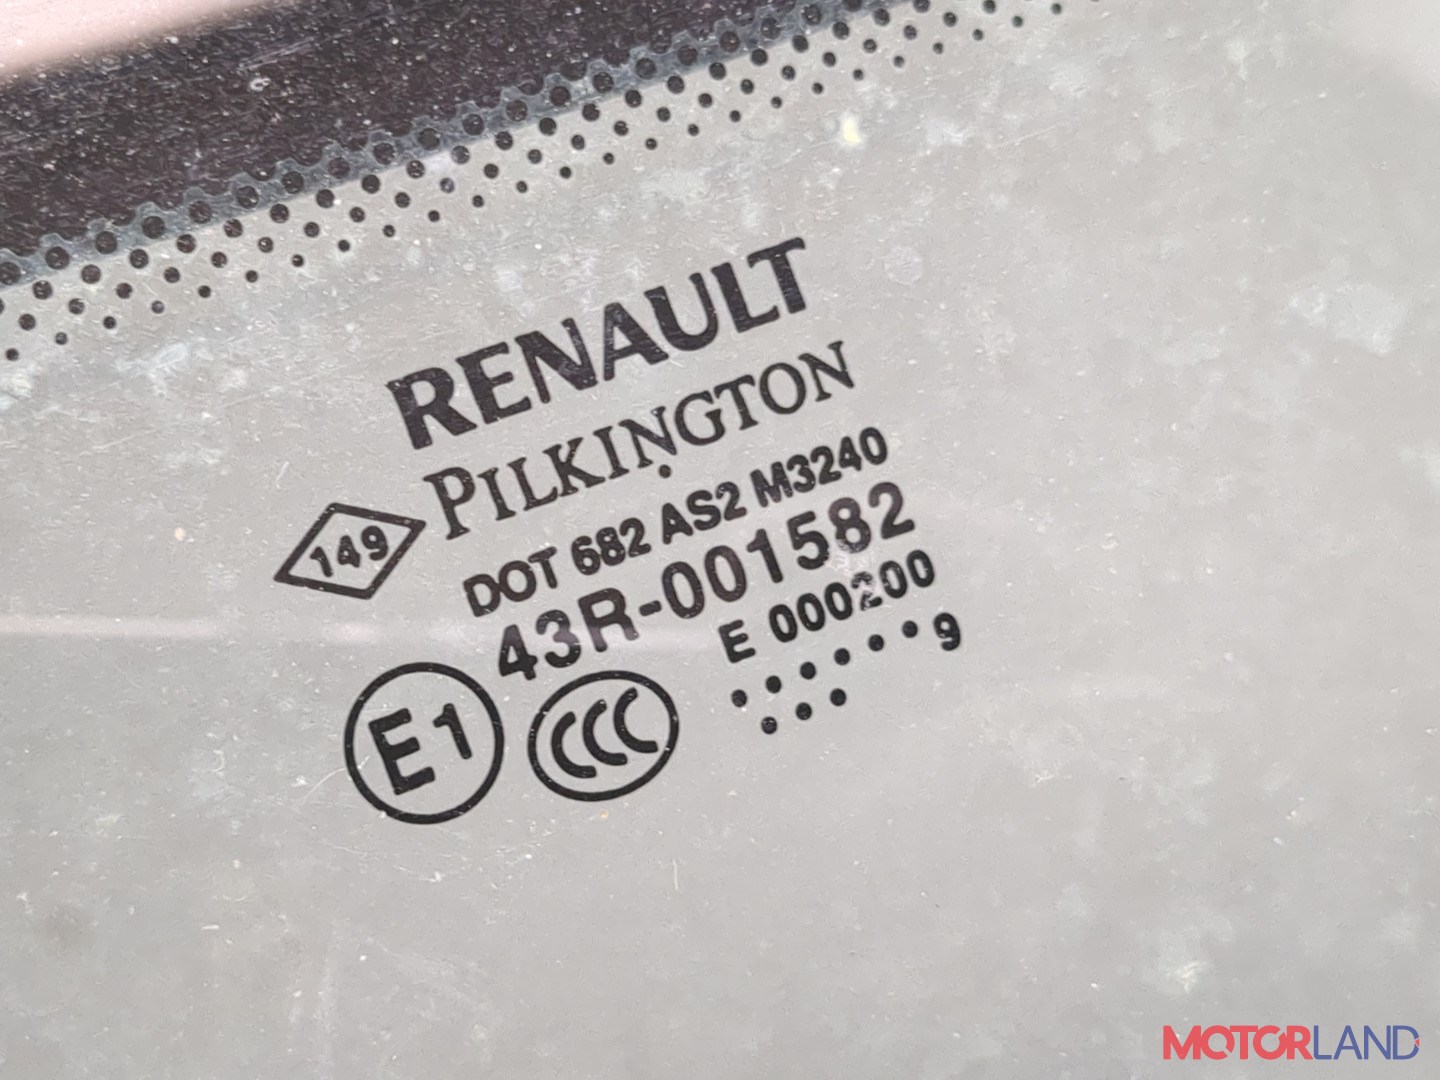 RENAULT
PILKINGTON
149
DOT 682 AS2 M3240
43R-001582
E 000200
9
E1
CCC
MOTORLAND